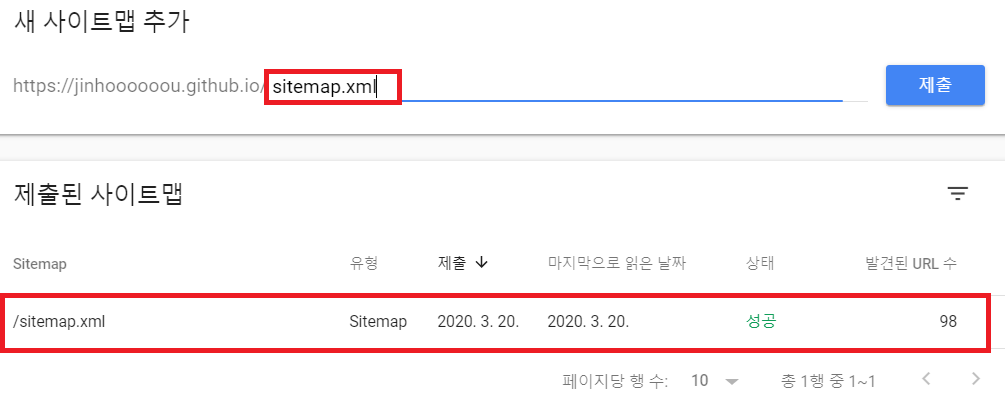 새 사이트맵 추가
https://jinhoooooou.github.io/sitemap.xml 제출
제출된 사이트맵
Sitemap 유형 제출 마지막으로 읽은 날짜 상태 발견된 URL 수
/sitemap.xml Sitemap 2020. 3. 20. 2020. 3. 20. 성공 98
페이지당 행 수: 10 총 1행 중 1~1